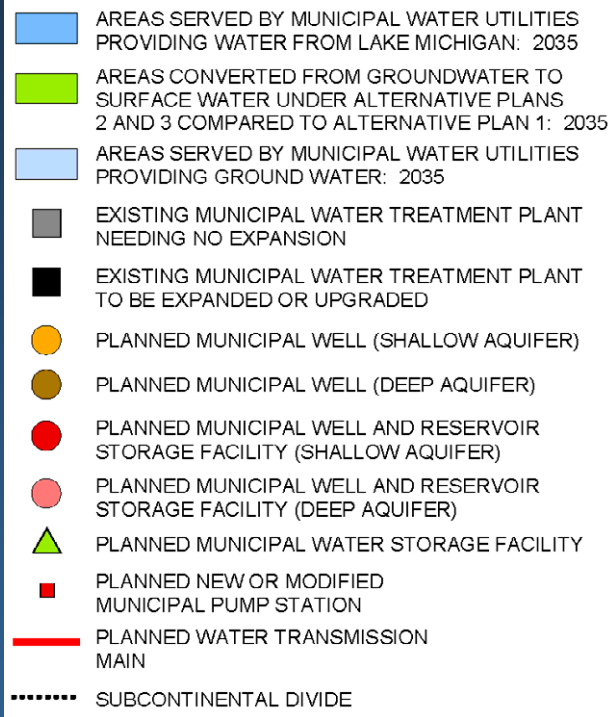 AREAS SERVED BY MUNICIPAL WATER UTILITIES
PROVIDING WATER FROM LAKE MICHIGAN: 2035
AREAS CONVERTED FROM GROUNDWATER TO
SURFACE WATER UNDER ALTERNATIVE PLANS
2 AND 3 COMPARED TO ALTERNATIVE PLAN 1: 2035
AREAS SERVED BY MUNICIPAL WATER UTILITIES
PROVIDING GROUND WATER: 2035
EXISTING MUNICIPAL WATER TREATMENT PLANT
NEEDING NO EXPANSION
EXISTING MUNICIPAL WATER TREATMENT PLANT
TO BE EXPANDED OR UPGRADED
PLANNED MUNICIPAL WELL (SHALLOW AQUIFER)
PLANNED MUNICIPAL WELL (DEEP AQUIFER)
PLANNED MUNICIPAL WELL AND RESERVOIR
STORAGE FACILITY (SHALLOW AQUIFER)
PLANNED MUNICIPAL WELL AND RESERVOIR
STORAGE FACILITY (DEEP AQUIFER)
PLANNED MUNICIPAL WATER STORAGE FACILITY
PLANNED NEW OR MODIFIED
MUNICIPAL PUMP STATION
PLANNED WATER TRANSMISSION
MAIN
SUBCONTINENTAL DIVIDE